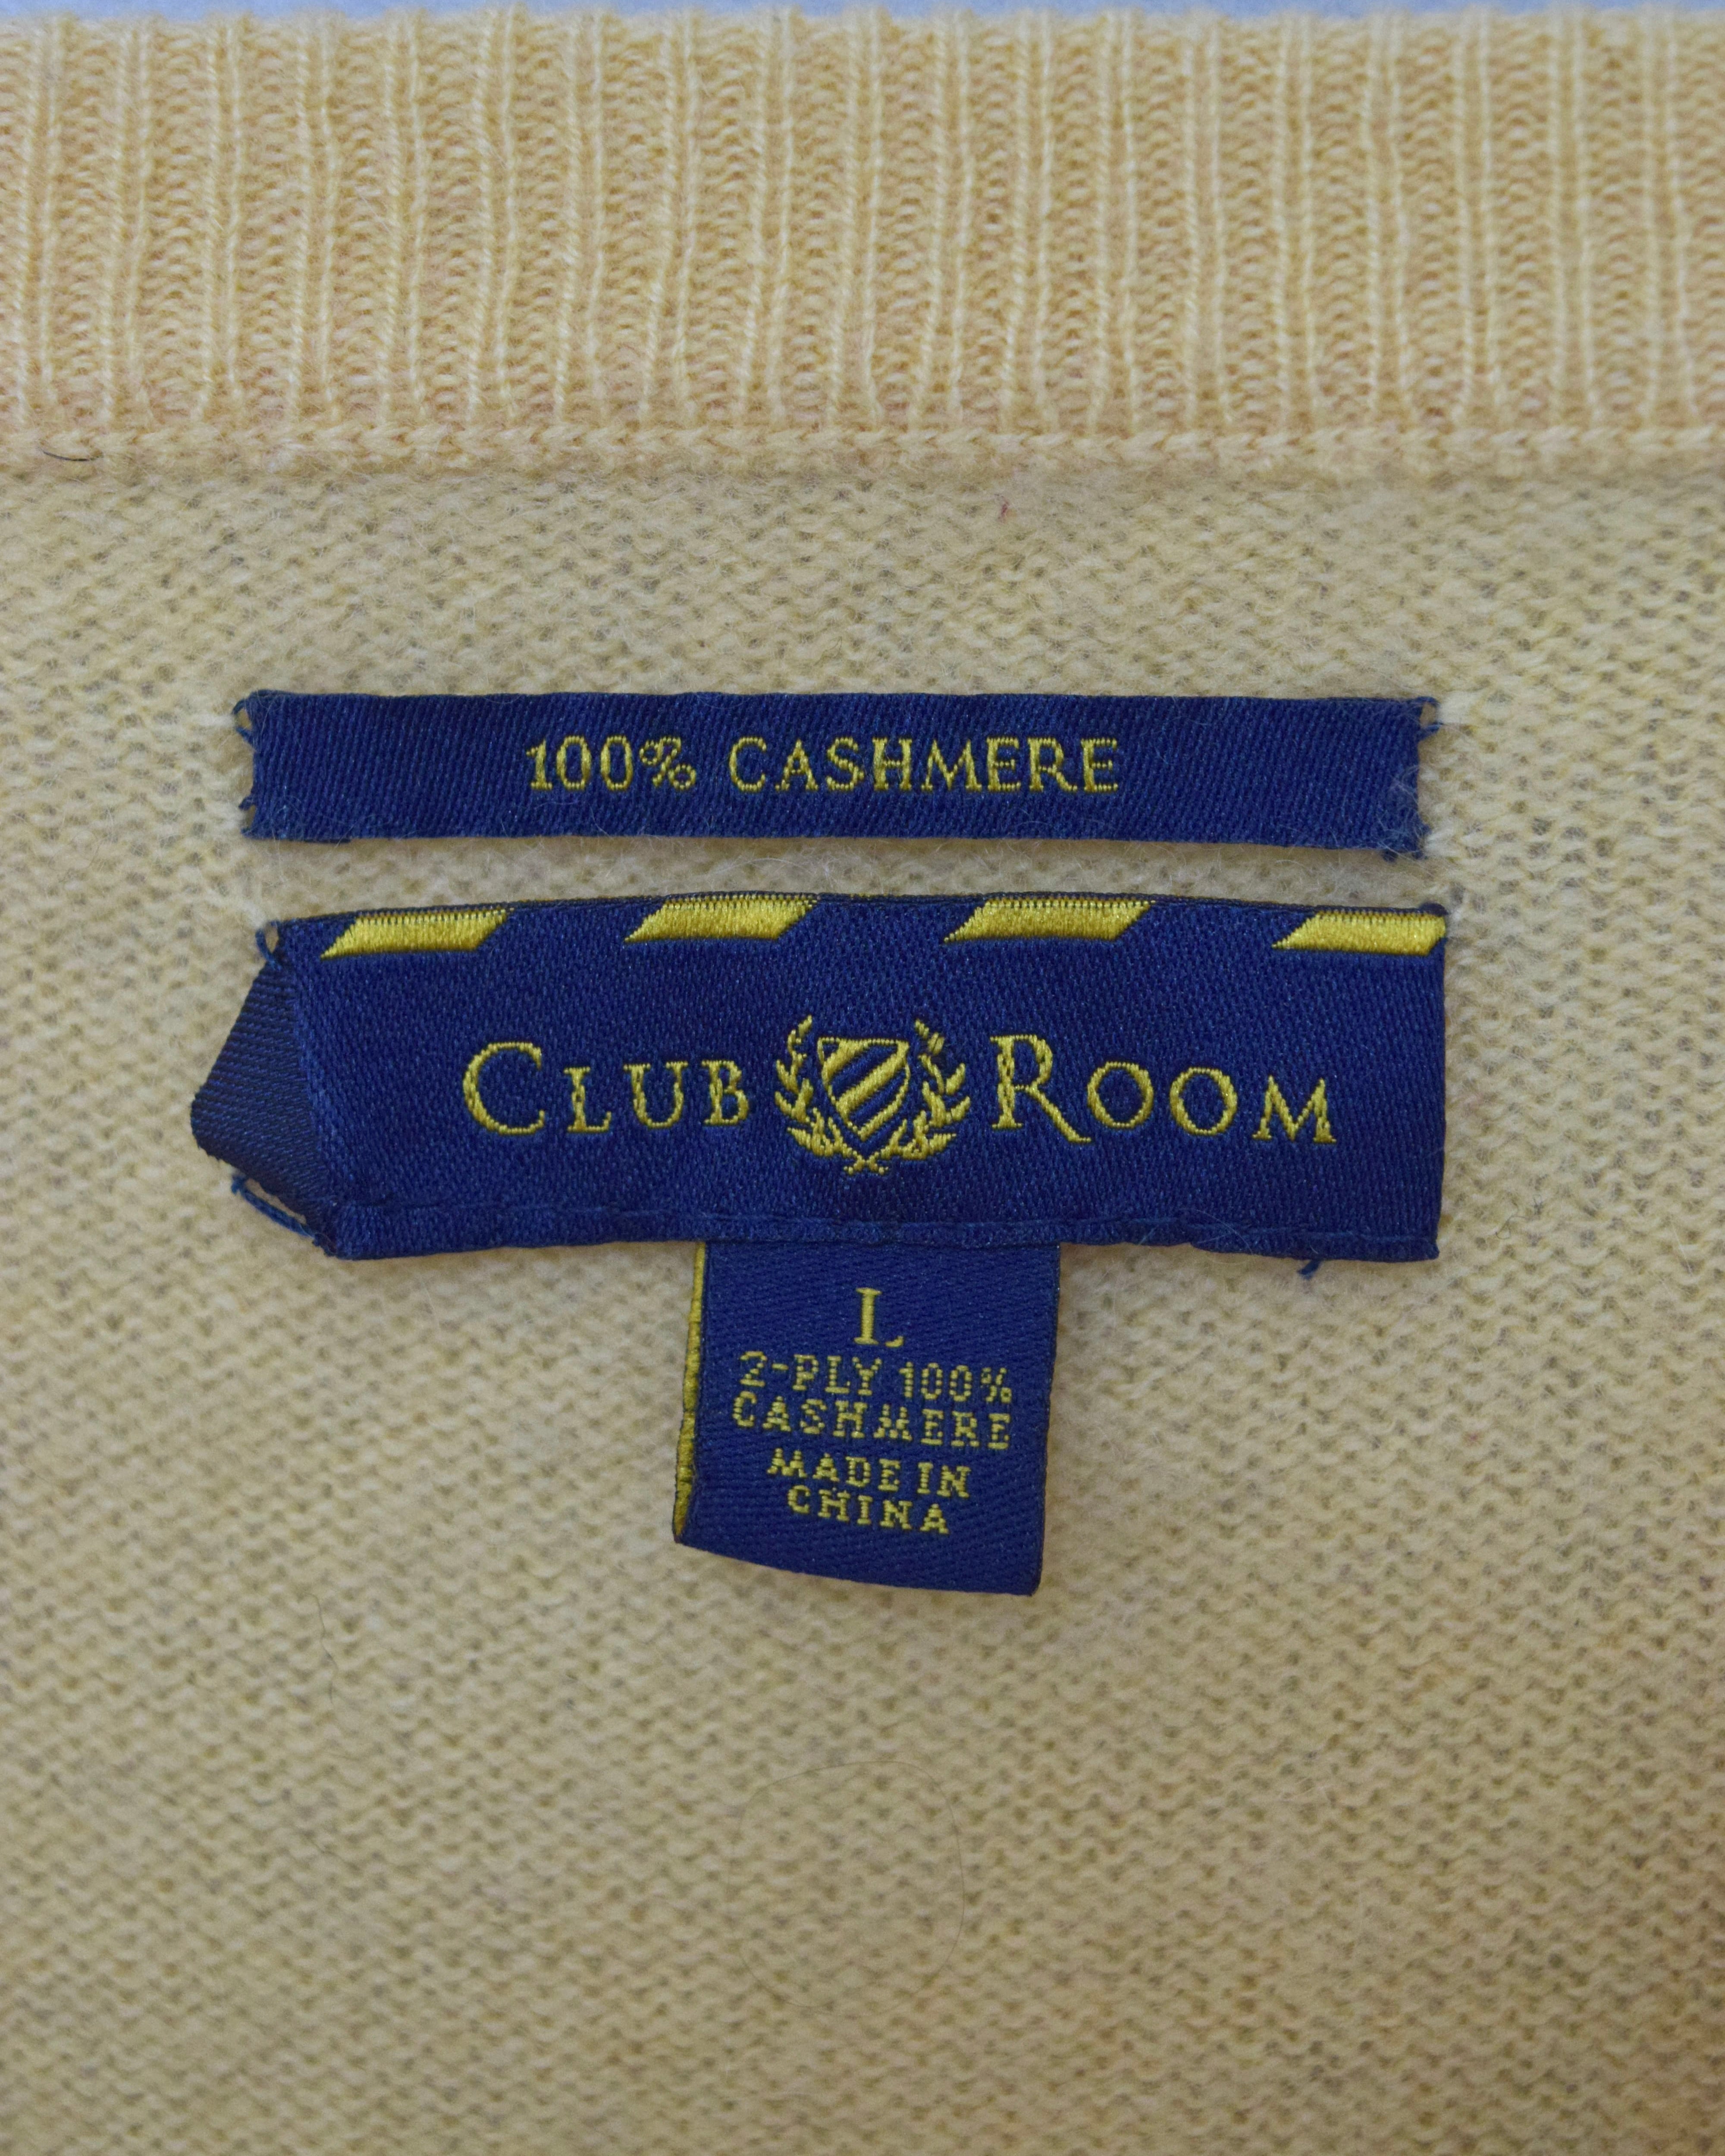 100% CASHMERE
CLUB ROOM
L
2-PLY 100%
CASHMERE
MADE IN
CHINA